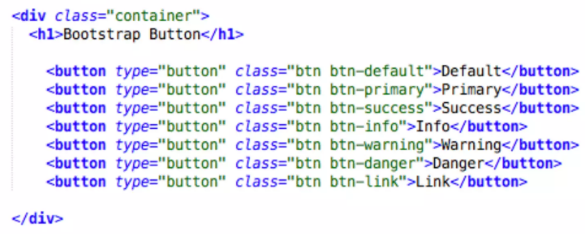 <div class="container">
<h1>Bootstrap Button</h1>
<button type="button" class="btn btn-default">Default</button>
<button type="button" class="btn btn-primary">Primary</button>
<button type="button" class="btn btn-success">Success</button>
<button type="button" class="btn btn-info">Info</button>
<button type="button" class="btn btn-warning">Warning</button>
<button type="button" class="btn btn-danger">Danger</button>
<button type="button" class="btn btn-link">Link</button>
</div>